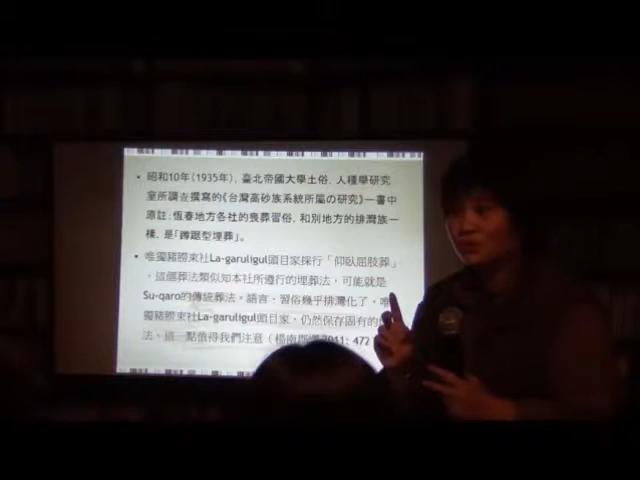 • 昭和10年(1935年)，臺北帝國大學土俗．人種學研究
室所調查撰寫的《台灣高砂族系統所屬の研究》一書中
原註：恆春地方各社的喪葬習俗，和別地方的排灣族一
樣，是「蹲踞型埋葬」。
• 唯獨豬朥束社La-garuligul頭目家採行「仰臥屈肢葬」
，這個葬法類似知本社所遵行的埋葬法，可能就是
Su-qaro的傳統葬法。語言、習俗幾乎排灣化了，唯
獨豬朥束社La-garuligul頭目家，仍然保存固有的
法、這一點值得我們注意（楊南郡 2011: 472